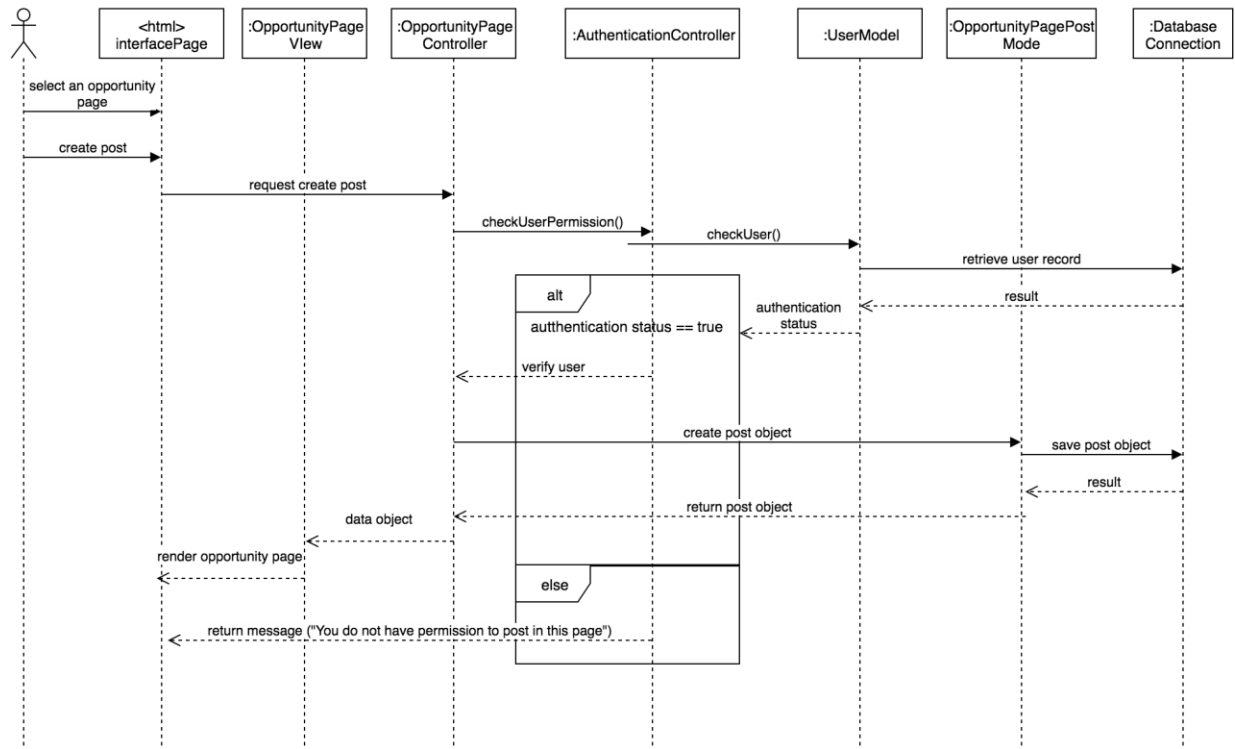 <html>
interfacePage
:OpportunityPage
VIew
:OpportunityPage
Controller
:AuthenticationController
:UserModel
:OpportunityPagePost
Mode
:Database
Connection
select an opportunity
page
create post
request create post
checkUserPermission()
checkUser()
retrieve user record
result
alt
authentication
status
autthentication status == true
verify user
create post object
save post object
result
return post object
data object
render opportunity page
else
return message ("You do not have permission to post in this page")